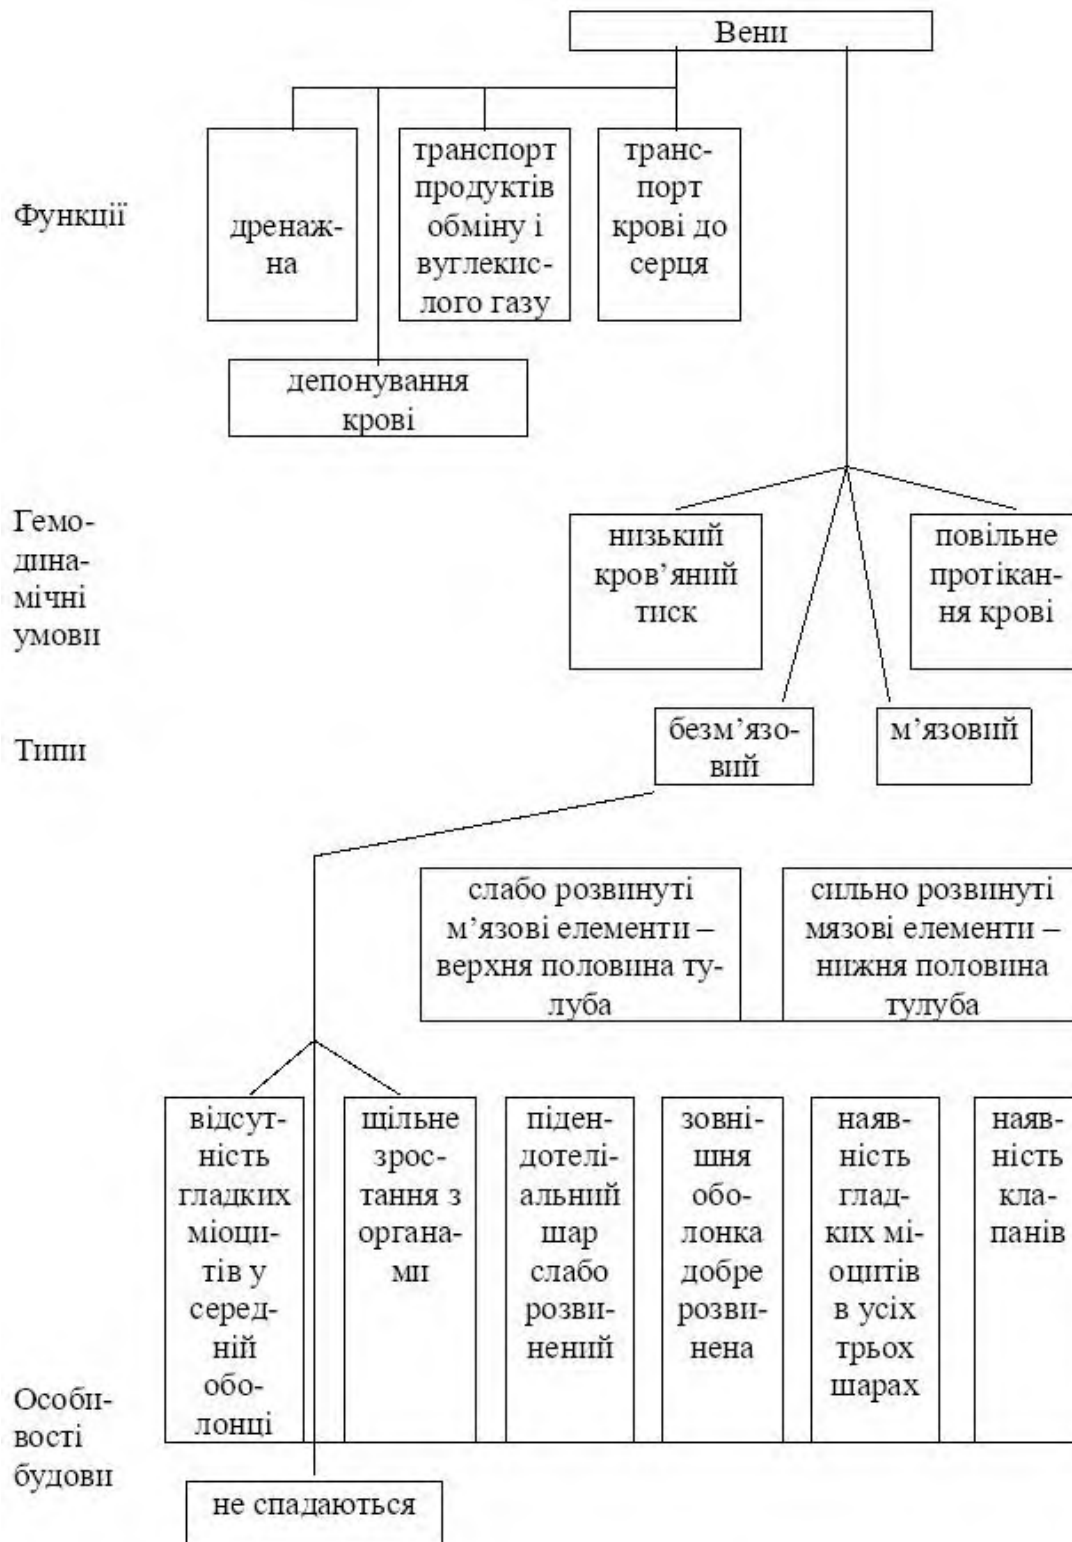 Вени
Функції
дренаж-
на
транспорт
продуктів
обміну і
вуглекис-
лого газу
транс-
порт
крові до
серця
депонування
крові
Гемо-
дина-
мічні
умови
низький
кров’яний
тиск
повільне
протікан-
ня крові
Типи
безм’язо-
вий
м’язовий
слабо розвинуті
м’язові елементи –
верхня половина ту-
луба
сильно розвинуті
мязові елементи –
нижня половина
тулуба
Особи-
вості
будови
відсут-
ність
гладких
міоци-
тів у
серед-
ній
обо-
лонці
щільне
зрос-
тання з
органа-
ми
піден-
дотелі-
альний
шар
слабо
розви-
нений
зовні-
шня
обо-
лонка
добре
розви-
нена
наяв-
ність
глад-
ких мі-
оцитів
в усіх
трьох
шарах
наяв-
ність
кла-
панів
не спадаються